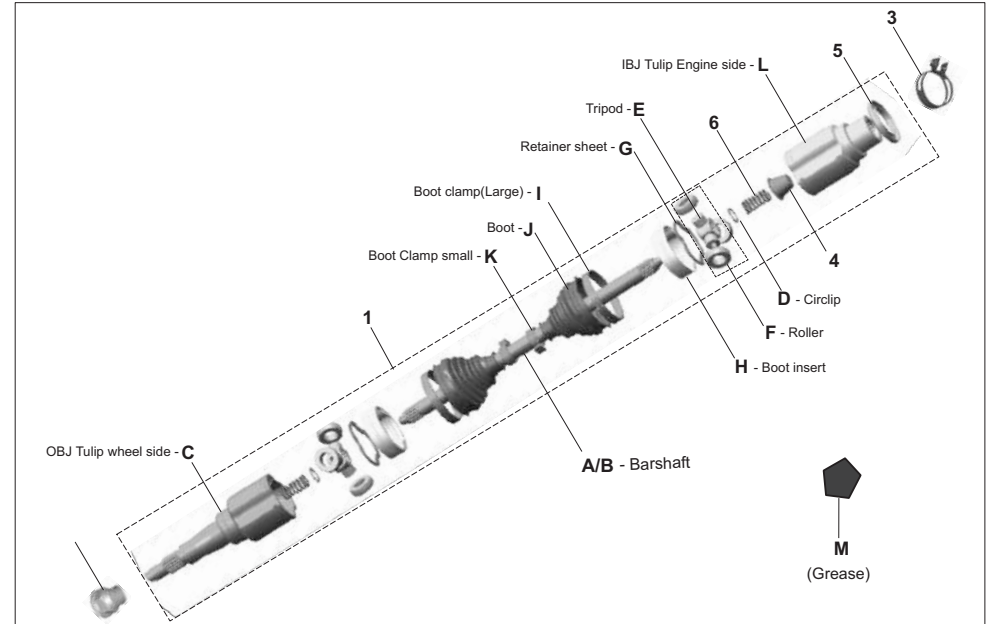 3
5
IBJ Tulip Engine side - L
Tripod - E
6
Retainer sheet - G
Boot clamp(Large) - I
Boot - J
Boot Clamp small - K
4
D - Circlip
1
F - Roller
H - Boot insert
OBJ Tulip wheel side - C
A/B - Barshaft
M
(Grease)